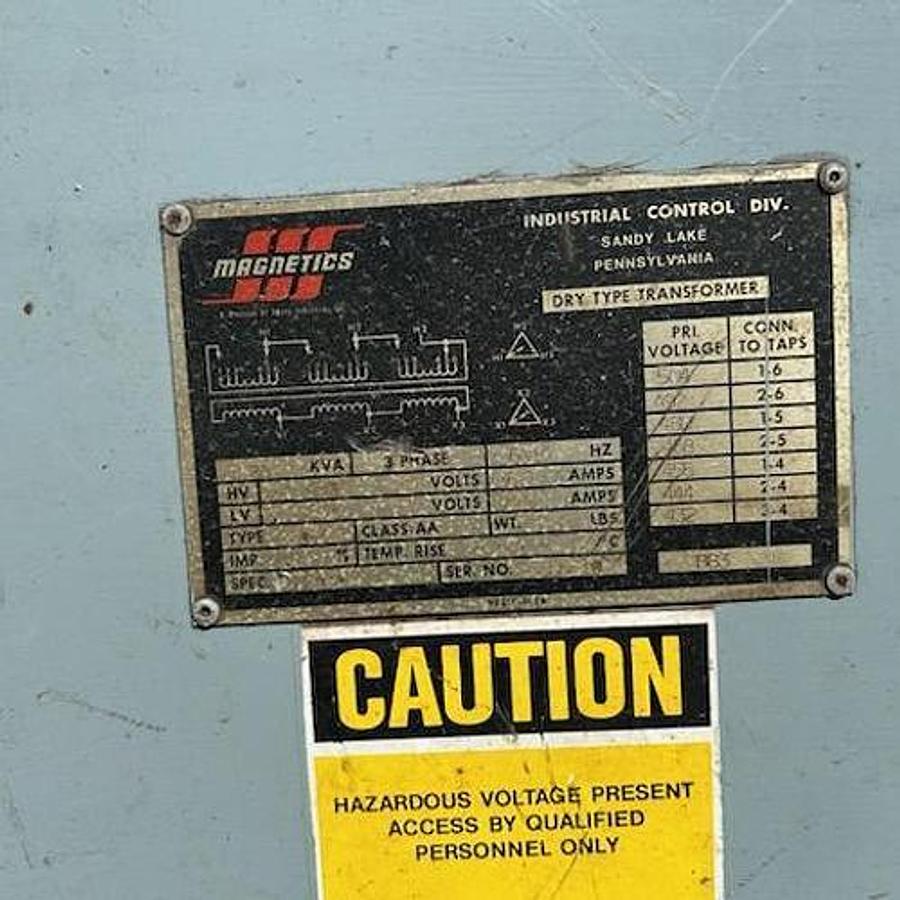 MAGNETICS
INDUSTRIAL CONTROL DIV.
SANDY LAKE
PENNSYLVANIA
DRY TYPE TRANSFORMER
PRI. VOLTAGE CONN. TO TAPS
504 1-6
2-6
1-5
2-5
1-4
2-4
3-4
KVA 3 PHASE HZ
HV VOLTS AMPS
LV VOLTS AMPS
TYPE CLASS AA WT. LBS
IMP. % TEMP. RISE °C
SPEC. SER. NO.
CAUTION
HAZARDOUS VOLTAGE PRESENT
ACCESS BY QUALIFIED
PERSONNEL ONLY